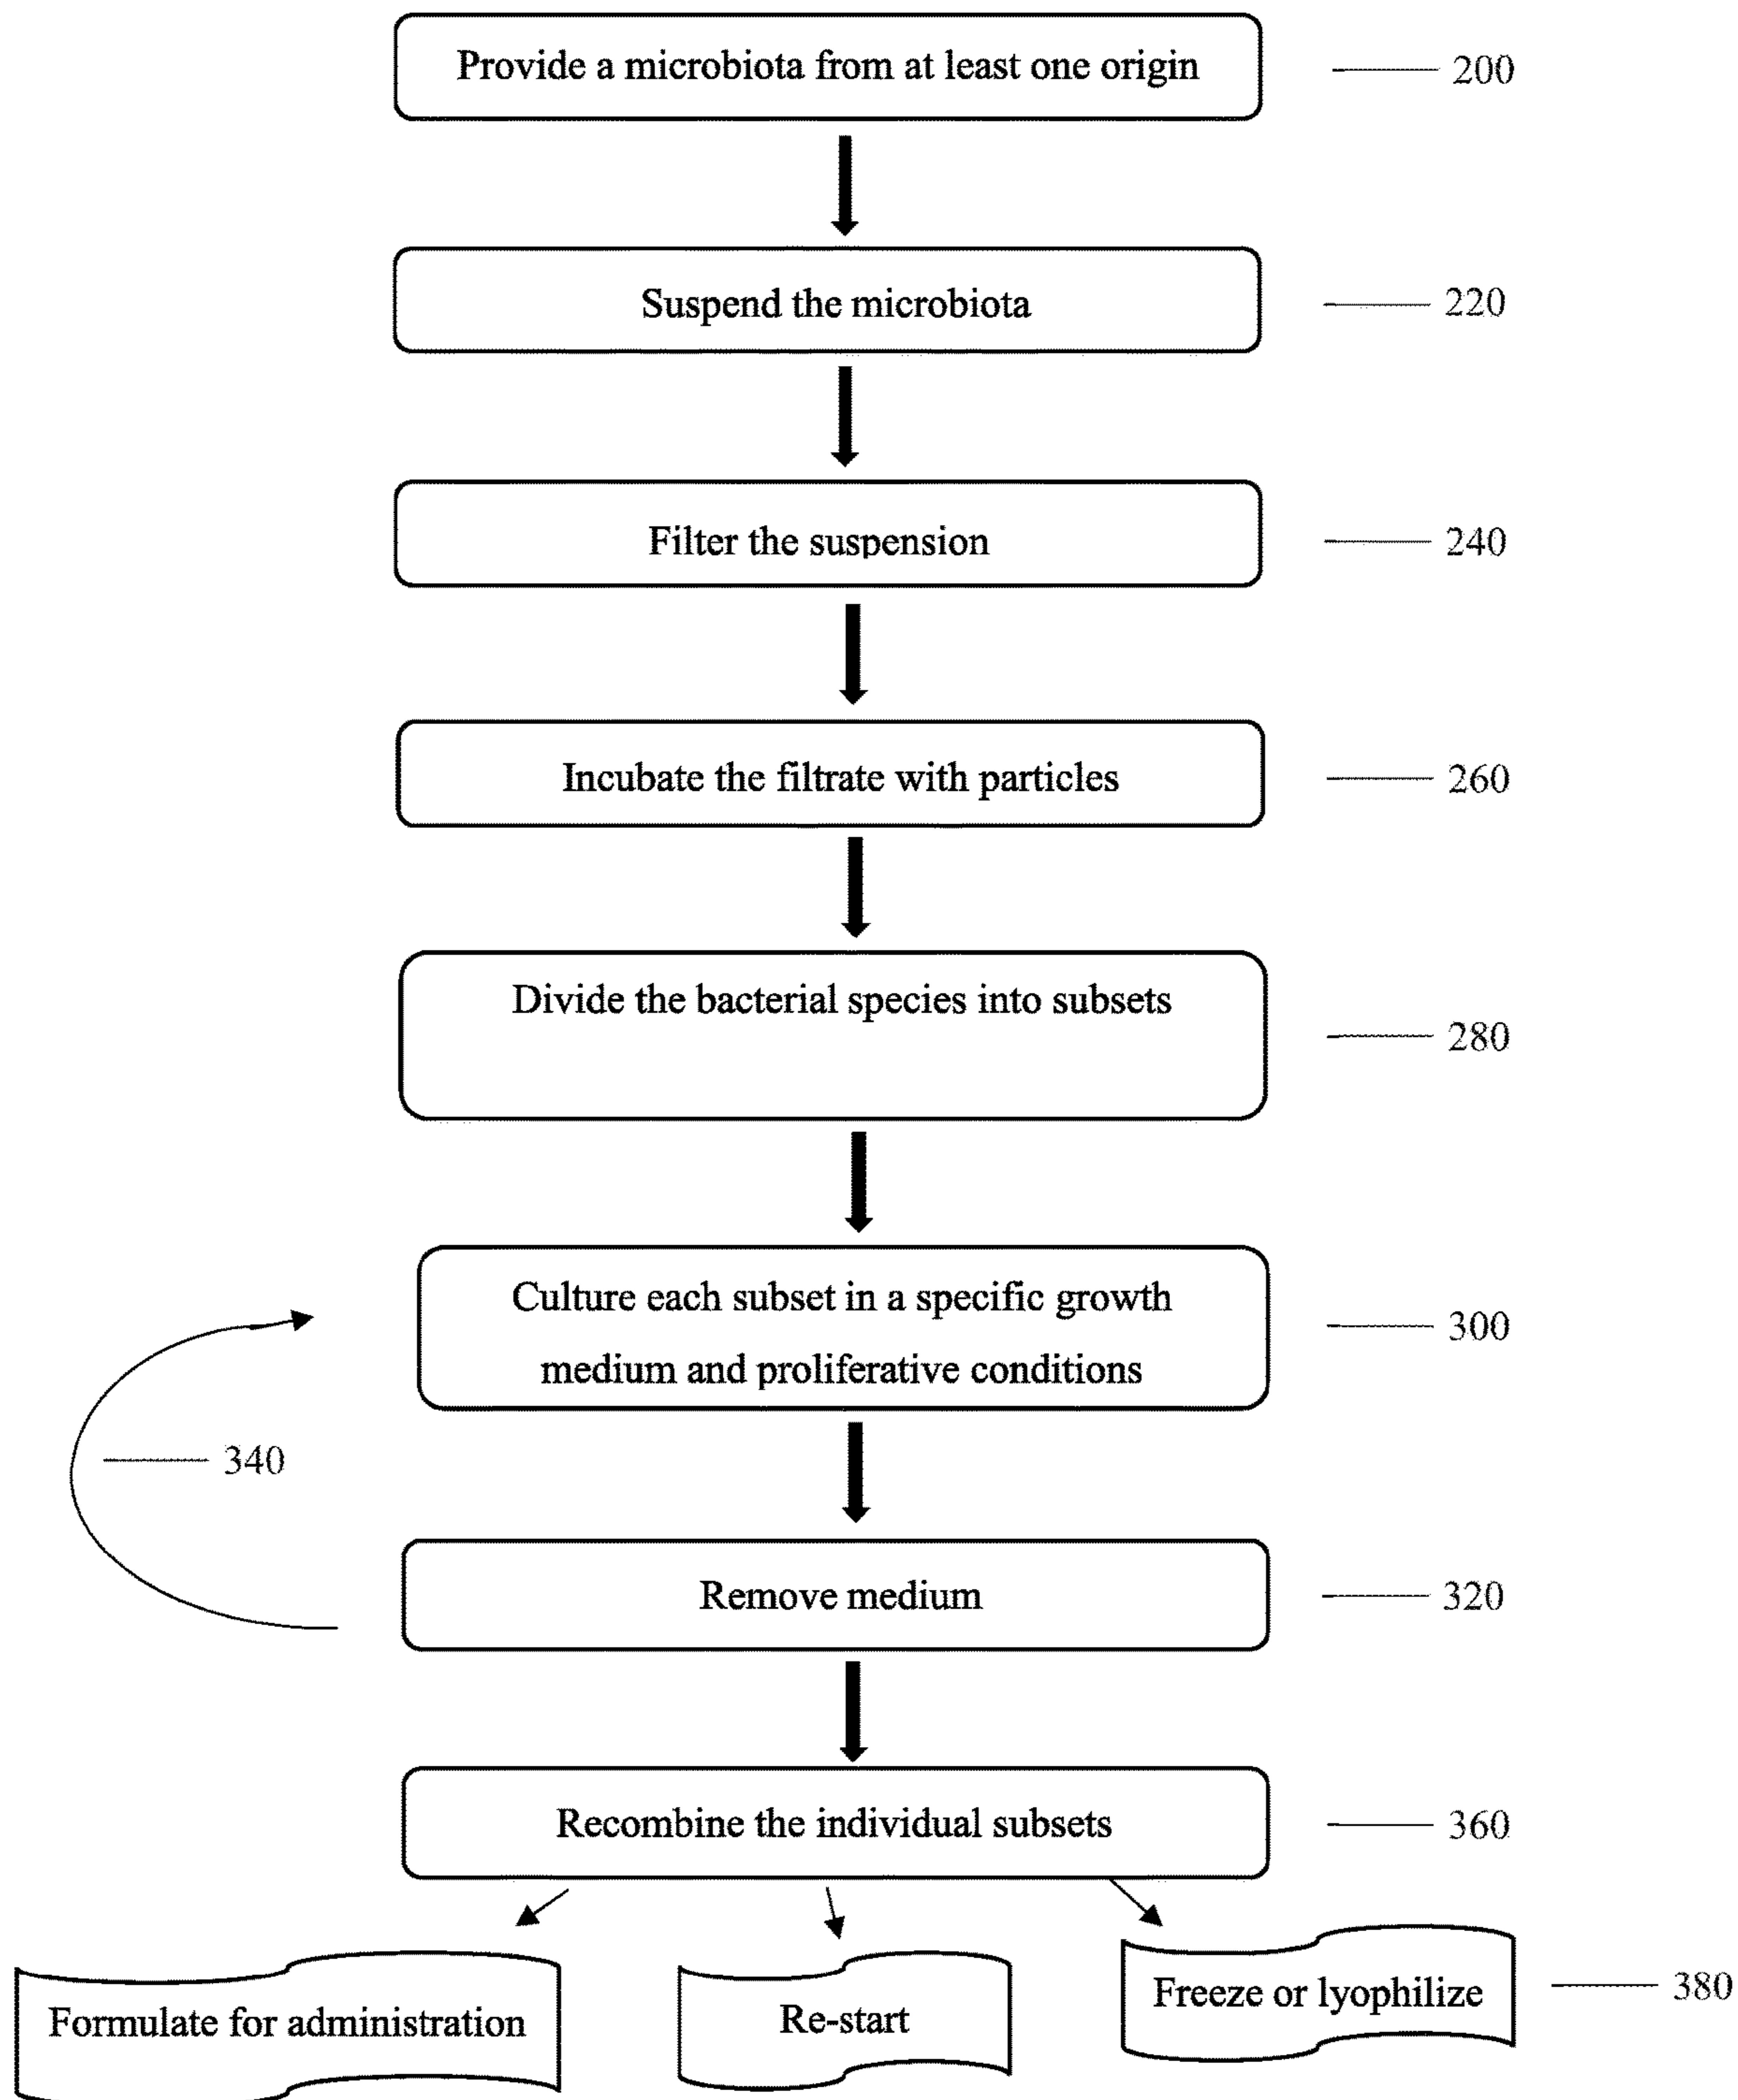 Provide a microbiota from at least one origin
200
Suspend the microbiota
220
Filter the suspension
240
Incubate the filtrate with particles
260
Divide the bacterial species into subsets
280
Culture each subset in a specific growth
medium and proliferative conditions
300
340
Remove medium
320
Recombine the individual subsets
360
Formulate for administration
Re-start
Freeze or lyophilize
380